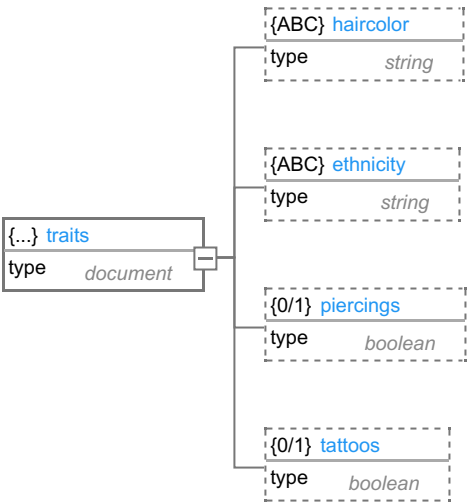 {ABC} haircolor
type string
{ABC} ethnicity
type string
{...} traits
type document
{0/1} piercings
type boolean
{0/1} tattoos
type boolean